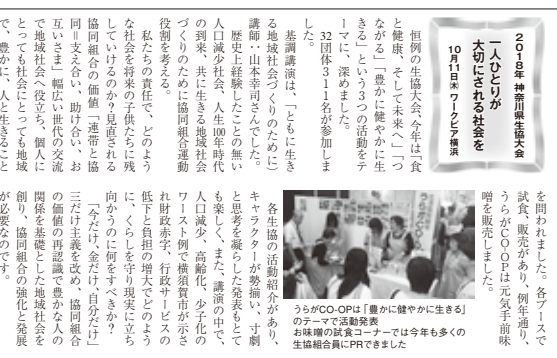 2018年 神奈川県生協大会
一人ひとりが
大切にされる社会を
10月11日㈭ ワークピア横浜
恒例の生協大会、今年は「食
と健康、そして未来へ」「つ
ながる」「豊かに健やかに生
きる」という3つの活動をテ
ーマに、深めました。
32団体311名が参加しま
した。
基調講演は、「ともに生き
る地域社会づくりのために」
講師・山本幸司さんでした。
歴史上経験したことの無い
人口減少社会、人生100年時代
の到来、共に生きる地域社会
づくりのために協同組合運動
の役割を考える。
私たちの責任で、どのよう
な社会を将来の子供たちに残
していけるのか?見直される
協同組合の価値「連帯と協
同=支え合い、助け合い、お
互いさま」幅広い世代の交流
で地域社会へ役立ち、個人に
とっても社会にとっても地域
で、豊かに、人と生きること
を問われました。各ブースで
試食、販売があり、例年通り、
うらがCO・OPは元気手前味
噌を販売しました。
うらがCO-OPは「豊かに健やかに生きる」
のテーマで活動発表
お味噌の試食コーナーでは今年も多くの
生協組合員にPRできました
各生協の活動紹介があり、
キャラクターが勢揃い、寸劇
と思考を凝らした発表もとて
も楽しく、また、講演の中で、
人口減少、高齢化、少子化の
ワースト例で横須賀市が示さ
れ財政赤字、行政サービスの
低下と負担の増大でどのよう
に、くらしを守り現実に立ち
向かうのに何をすべきか?
「今だけ、金だけ、自分だけ」
三だけ主義を改め、協同組合
の価値の再認識で豊かな人の
関係を基礎とした地域社会を
創り、協同組合の強化と発展
が必要なのです。